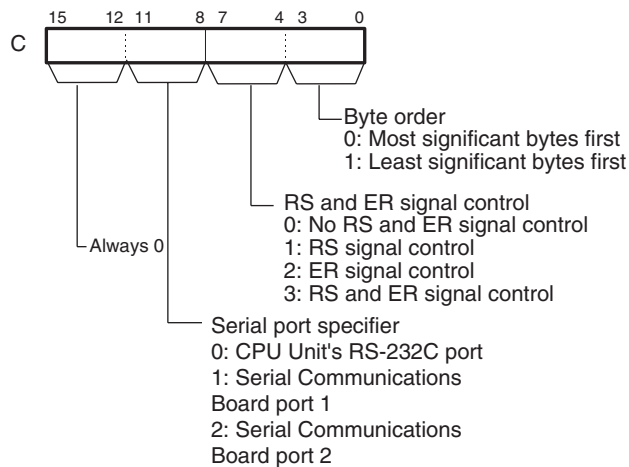 15 12 11 8 7 4 3 0
C
Byte order
0: Most significant bytes first
1: Least significant bytes first
RS and ER signal control
0: No RS and ER signal control
1: RS signal control
2: ER signal control
3: RS and ER signal control
Always 0
Serial port specifier
0: CPU Unit's RS-232C port
1: Serial Communications
Board port 1
2: Serial Communications
Board port 2